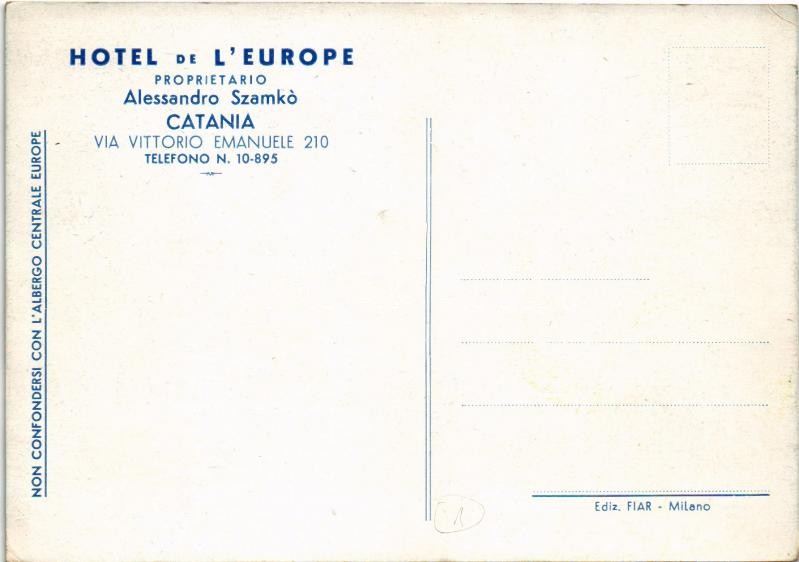 HOTEL DE L'EUROPE
PROPRIETARIO
Alessandro Szamkò
CATANIA
VIA VITTORIO EMANUELE 210
TELEFONO N. 10-895
NON CONFONDERSI CON L'ALBERGO CENTRALE EUROPE
Ediz. FIAR - Milano
1